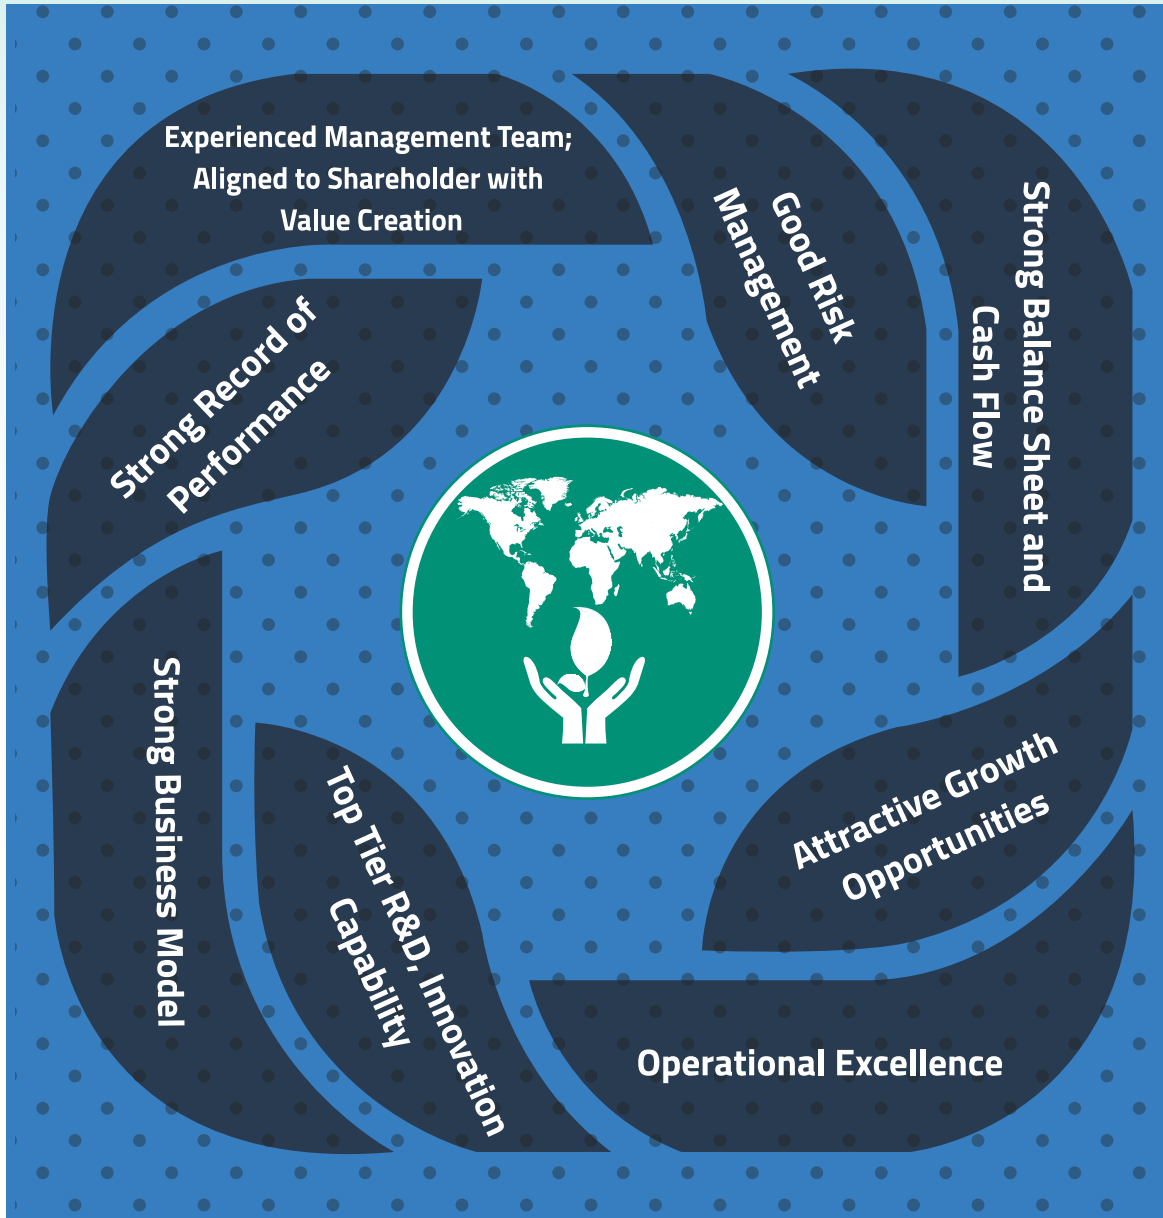 Experienced Management Team;
Aligned to Shareholder with
Value Creation
Good Risk
Management
Strong Balance Sheet and
Cash Flow
Attractive Growth
Opportunities
Operational Excellence
Top Tier R&D, Innovation
Capability
Strong Business Model
Strong Record of
Performance